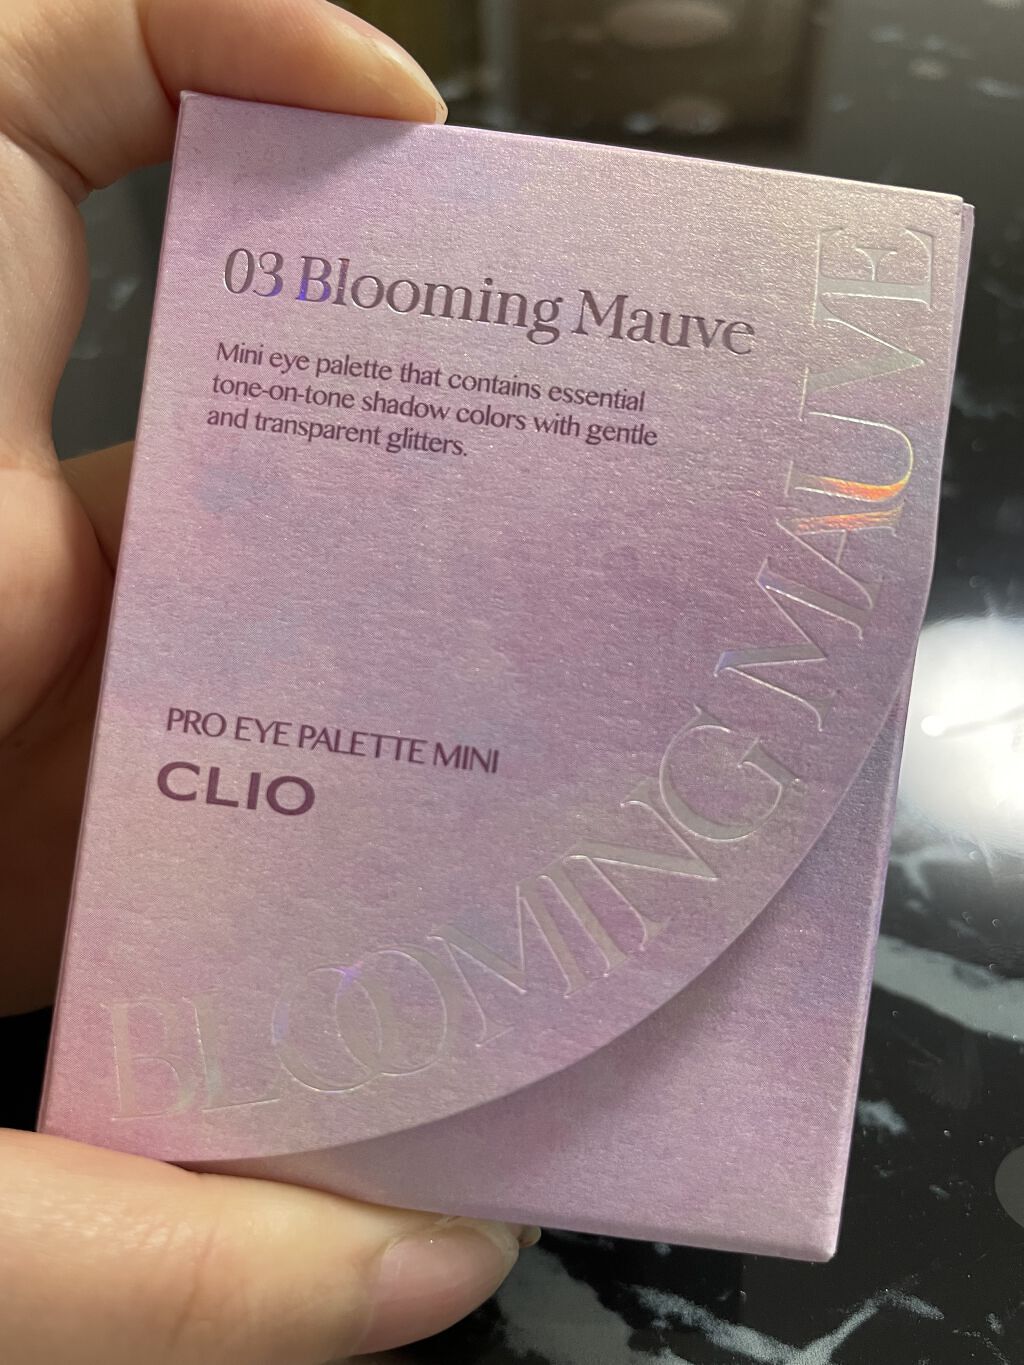 03 Blooming Mauve
Mini eye palette that contains essential
tone-on-tone shadow colors with gentle
and transparent glitters.
PRO EYE PALETTE MINI
CLIO
BLOOMING MAUVE